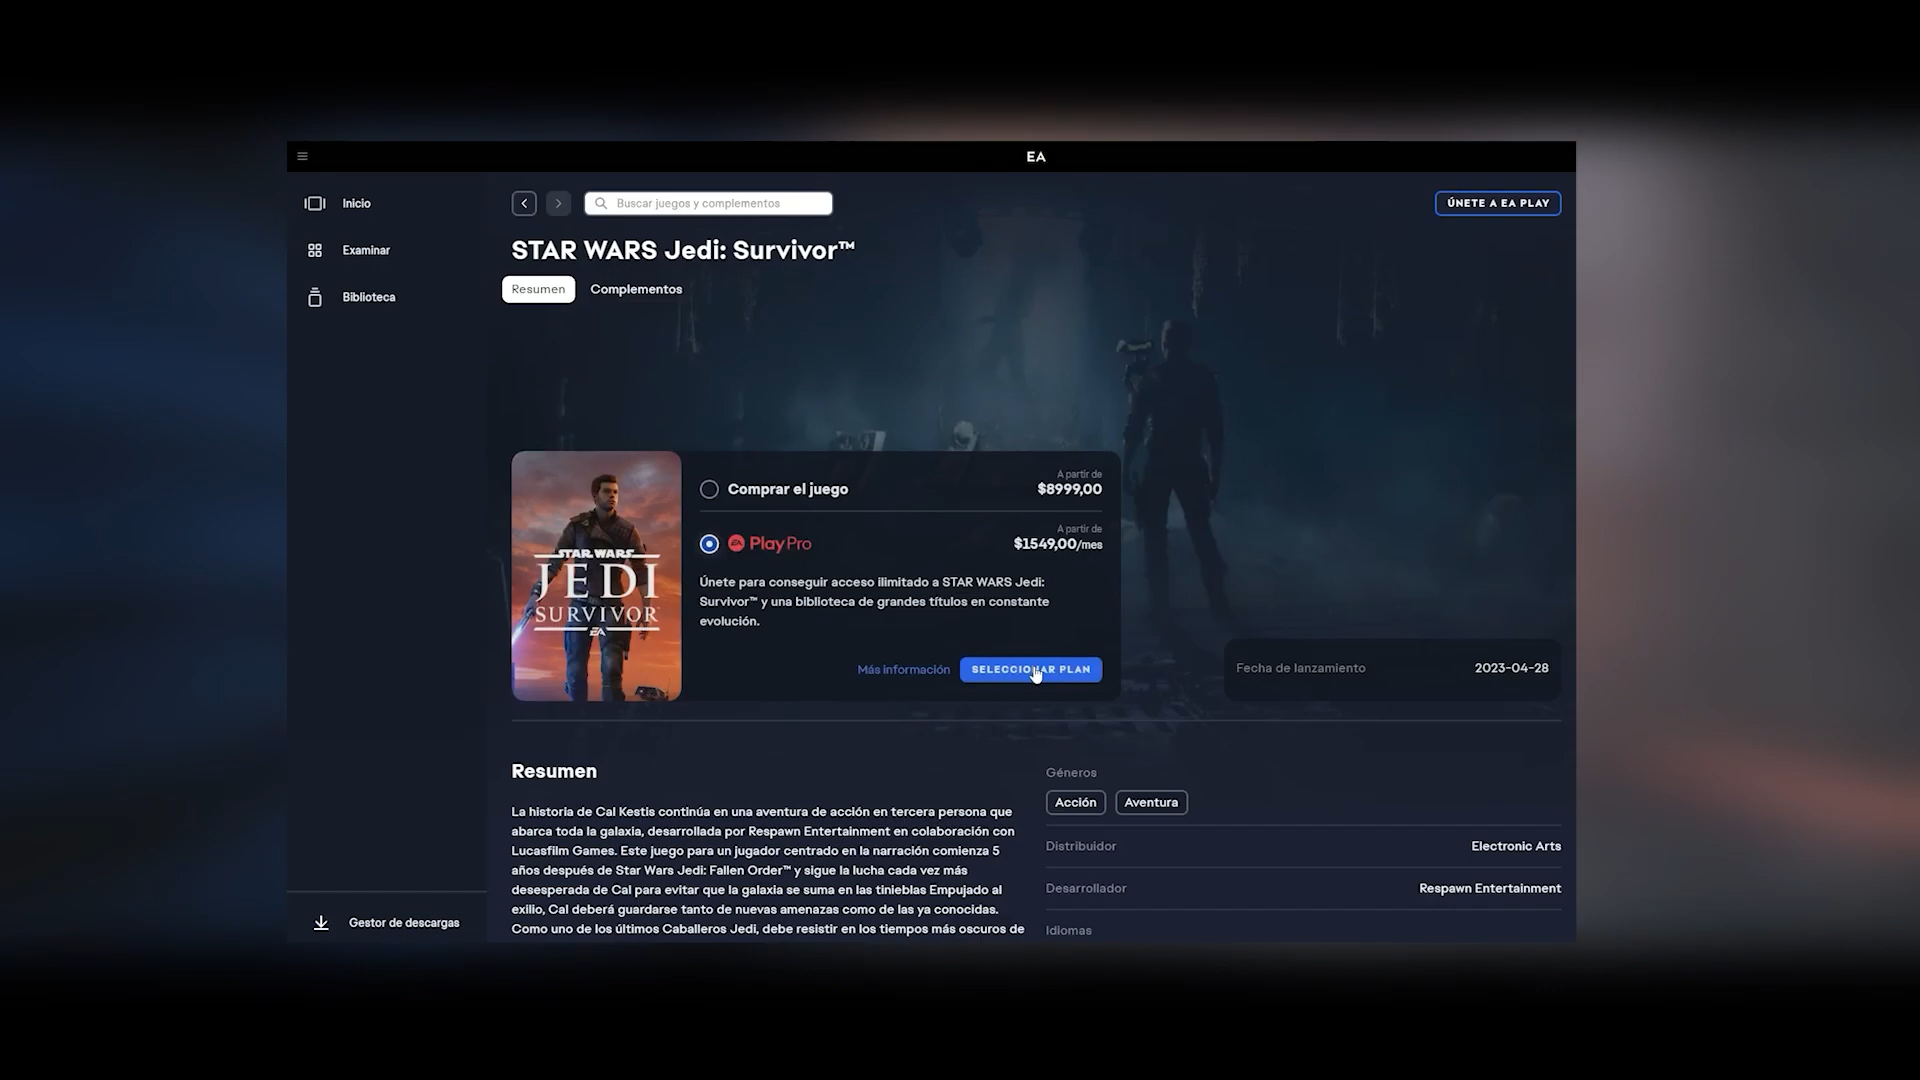 EA
Inicio
Examinar
Biblioteca
Buscar juegos y complementos
ÚNETE A EA PLAY
STAR WARS Jedi: Survivor™
Resumen
Complementos
STAR WARS
JEDI
SURVIVOR
EA
Comprar el juego
A partir de
$8999,00
EA Play Pro
A partir de
$1549,00/mes
Únete para conseguir acceso ilimitado a STAR WARS Jedi:
Survivor™ y una biblioteca de grandes títulos en constante
evolución.
Más información
SELECCIONAR PLAN
Fecha de lanzamiento
2023-04-28
Resumen
La historia de Cal Kestis continúa en una aventura de acción en tercera persona que
abarca toda la galaxia, desarrollada por Respawn Entertainment en colaboración con
Lucasfilm Games. Este juego para un jugador centrado en la narración comienza 5
años después de Star Wars Jedi: Fallen Order™ y sigue la lucha cada vez más
desesperada de Cal para evitar que la galaxia se suma en las tinieblas Empujado al
exilio, Cal deberá guardarse tanto de nuevas amenazas como de las ya conocidas.
Como uno de los últimos Caballeros Jedi, debe resistir en los tiempos más oscuros de
Géneros
Acción
Aventura
Distribuidor
Electronic Arts
Desarrollador
Respawn Entertainment
Idiomas
Gestor de descargas